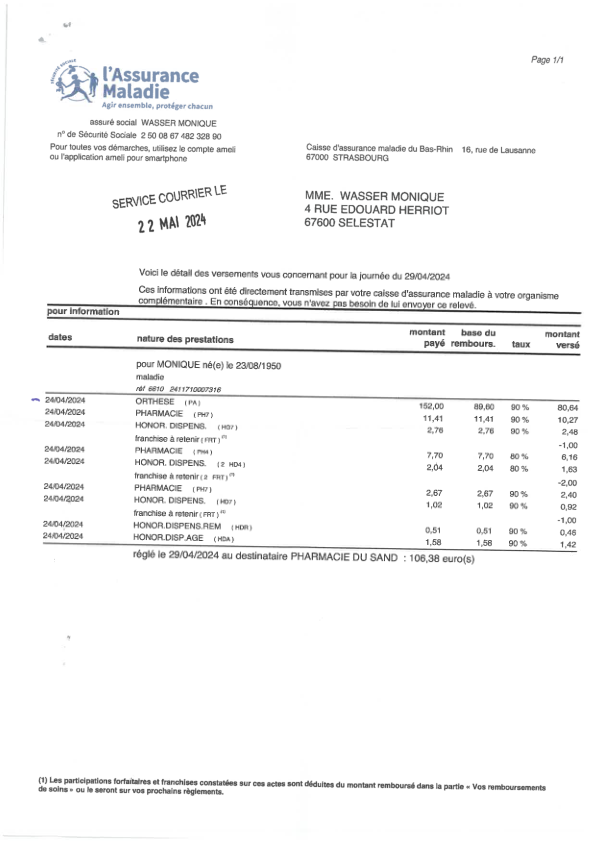 Page 1/1
SÉCURITÉ SOCIALE
l'Assurance
Maladie
Agir ensemble, protéger chacun
assuré social WASSER MONIQUE
n° de Sécurité Sociale 2 50 08 67 482 328 90
Pour toutes vos démarches, utilisez le compte ameli
ou l'application ameli pour smartphone
Caisse d'assurance maladie du Bas-Rhin 16, rue de Lausanne
67000 STRASBOURG
SERVICE COURRIER LE
22 MAI 2024
MME. WASSER MONIQUE
4 RUE EDOUARD HERRIOT
67600 SELESTAT
Voici le détail des versements vous concernant pour la journée du 29/04/2024
Ces informations ont été directement transmises par votre caisse d'assurance maladie à votre organisme
complémentaire . En conséquence, vous n'avez pas besoin de lui envoyer ce relevé.
pour information
dates nature des prestations montant payé base du rembours. taux montant versé
pour MONIQUE né(e) le 23/08/1950
maladie
réf 6610 2411710007316
24/04/2024 ORTHESE (PA) 152,00 89,60 90 % 80,64
24/04/2024 PHARMACIE (PH7) 11,41 11,41 90 % 10,27
24/04/2024 HONOR. DISPENS. (HD7) 2,76 2,76 90 % 2,48
franchise à retenir (FRT) (1) -1,00
24/04/2024 PHARMACIE (PH4) 7,70 7,70 80 % 6,16
24/04/2024 HONOR. DISPENS. (2 HD4) 2,04 2,04 80 % 1,63
franchise à retenir (2 FRT) (1) -2,00
24/04/2024 PHARMACIE (PH7) 2,67 2,67 90 % 2,40
24/04/2024 HONOR. DISPENS. (HD7) 1,02 1,02 90 % 0,92
franchise à retenir (FRT) (1) -1,00
24/04/2024 HONOR.DISPENS.REM (HDR) 0,51 0,51 90 % 0,46
24/04/2024 HONOR.DISP.AGE (HDA) 1,58 1,58 90 % 1,42
réglé le 29/04/2024 au destinataire PHARMACIE DU SAND : 106,38 euro(s)
(1) Les participations forfaitaires et franchises constatées sur ces actes sont déduites du montant remboursé dans la partie « Vos remboursements
de soins » ou le seront sur vos prochains règlements.